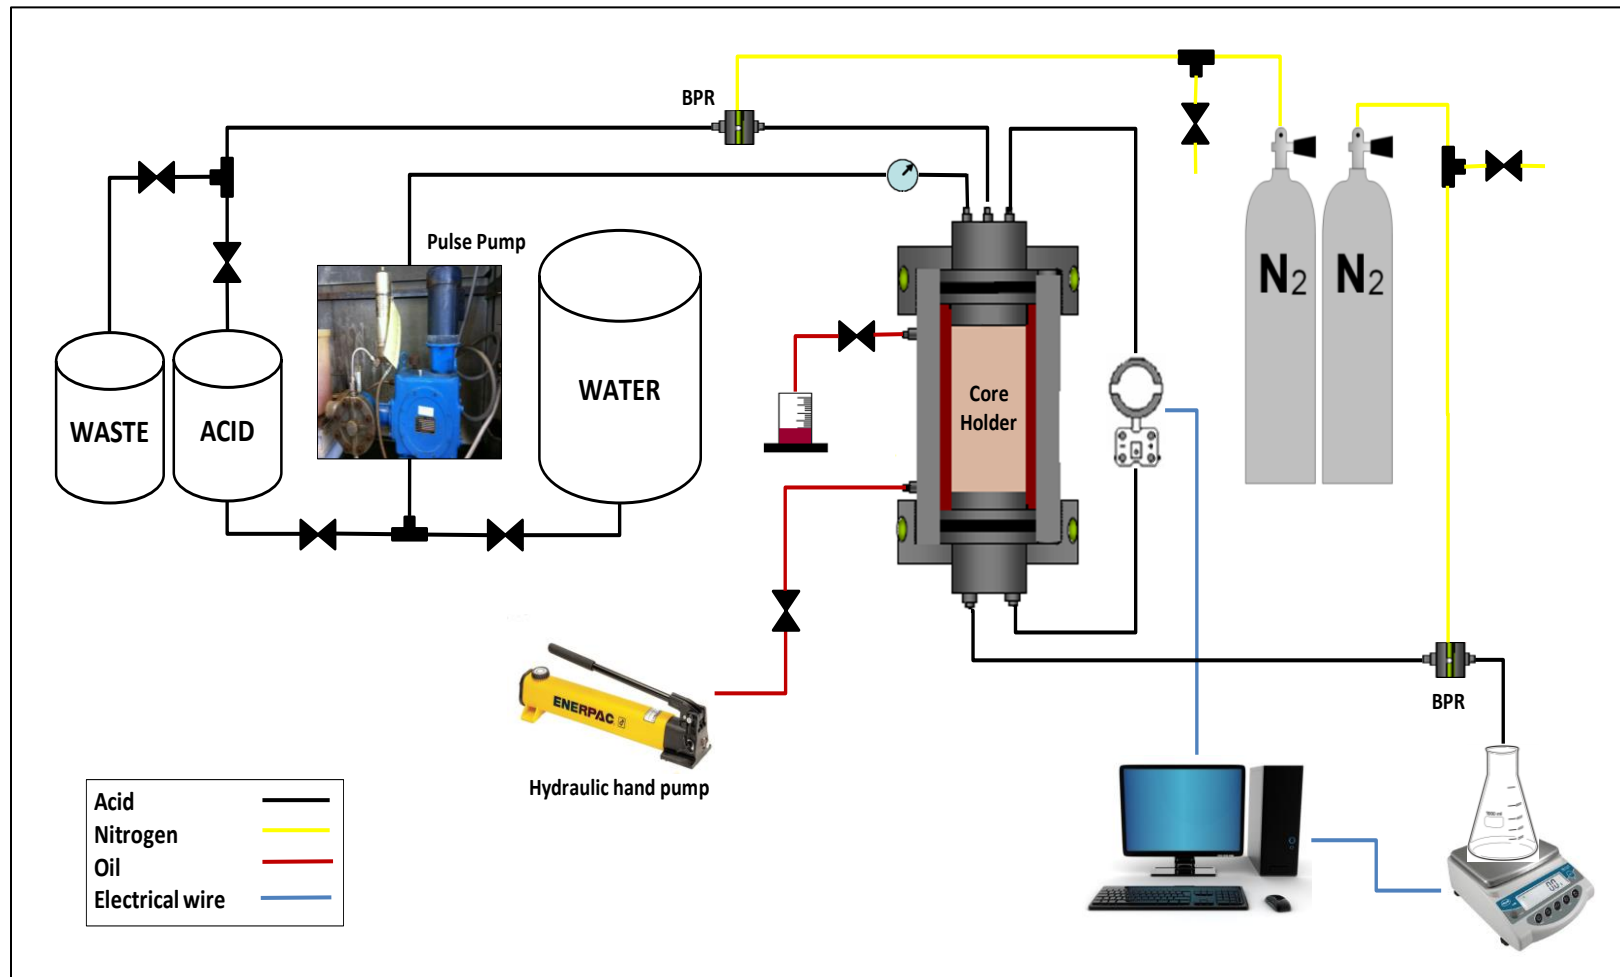 BPR
Pulse Pump
WATER
WASTE
ACID
Core
Holder
N2
N2
ENERPAC
Hydraulic hand pump
BPR
Acid
Nitrogen
Oil
Electrical wire